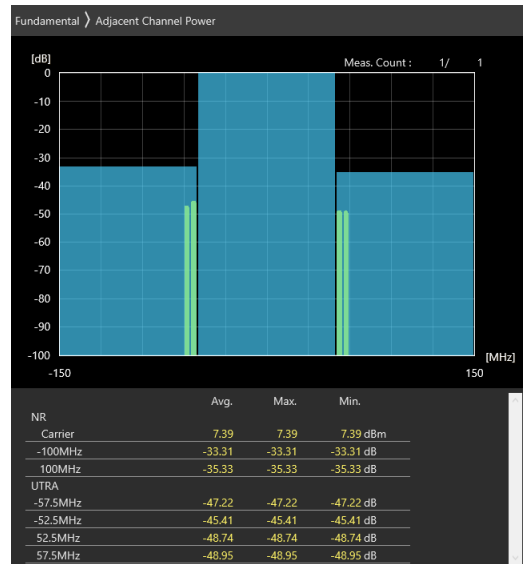 Fundamental 〉 Adjacent Channel Power
[dB]
Meas. Count : 1/ 1
0
-10
-20
-30
-40
-50
-60
-70
-80
-90
-100
[MHz]
-150 150
Avg. Max. Min.
NR
Carrier 7.39 7.39 7.39 dBm
-100MHz -33.31 -33.31 -33.31 dB
100MHz -35.33 -35.33 -35.33 dB
UTRA
-57.5MHz -47.22 -47.22 -47.22 dB
-52.5MHz -45.41 -45.41 -45.41 dB
52.5MHz -48.74 -48.74 -48.74 dB
57.5MHz -48.95 -48.95 -48.95 dB